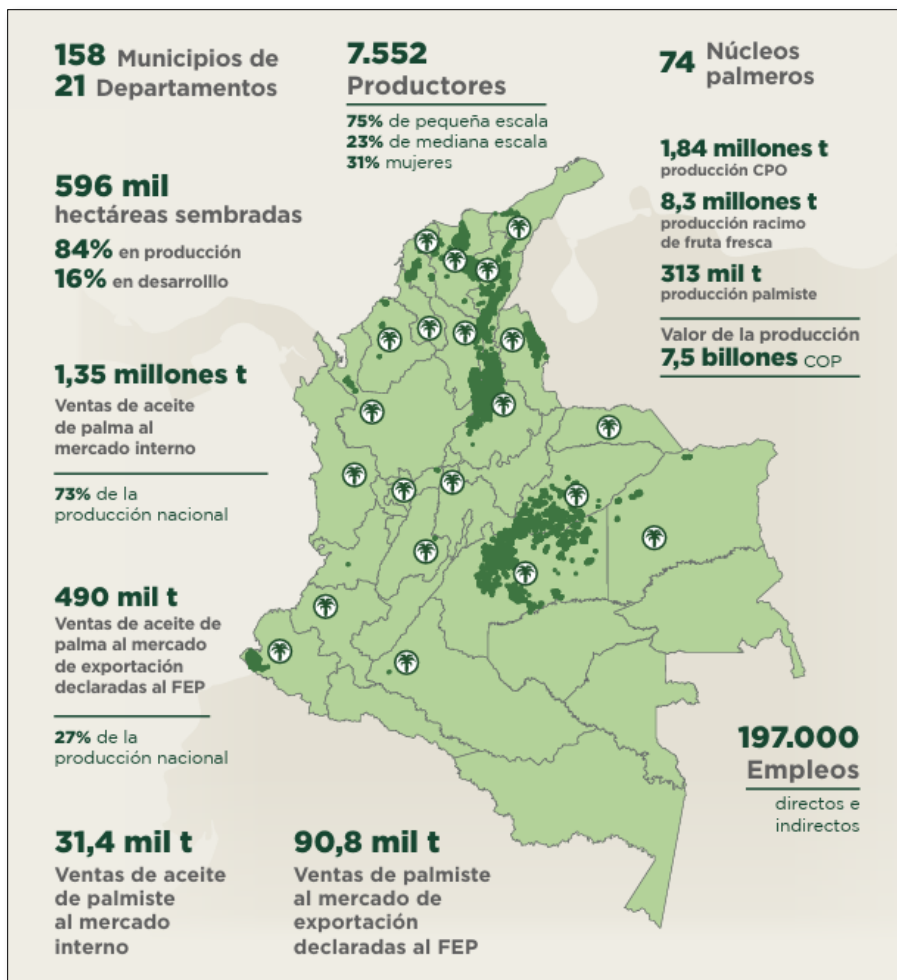 158 Municipios de
21 Departamentos
7.552
Productores
75% de pequeña escala
23% de mediana escala
31% mujeres
74 Núcleos
palmeros
596 mil
hectáreas sembradas
84% en producción
16% en desarrolllo
1,84 millones t
producción CPO
8,3 millones t
producción racimo
de fruta fresca
313 mil t
producción palmiste
Valor de la producción
7,5 billones COP
1,35 millones t
Ventas de aceite
de palma al
mercado interno
73% de la
producción nacional
490 mil t
Ventas de aceite de
palma al mercado
de exportación
declaradas al FEP
27% de la
producción nacional
197.000
Empleos
directos e
indirectos
31,4 mil t
Ventas de aceite
de palmiste
al mercado
interno
90,8 mil t
Ventas de palmiste
al mercado de
exportación
declaradas al FEP